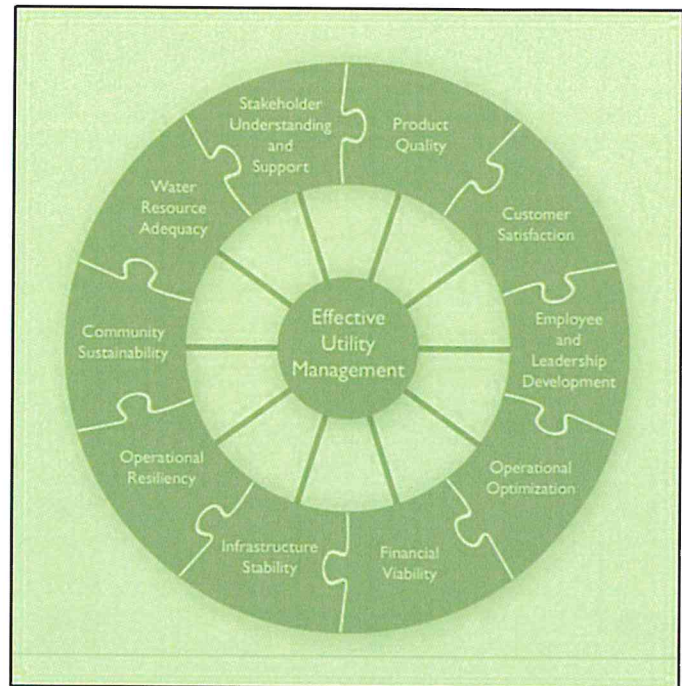 Stakeholder
Understanding
and
Support
Product
Quality
Customer
Satisfaction
Employee
and
Leadership
Development
Operational
Optimization
Financial
Viability
Infrastructure
Stability
Operational
Resiliency
Community
Sustainability
Water
Resource
Adequacy
Effective
Utility
Management